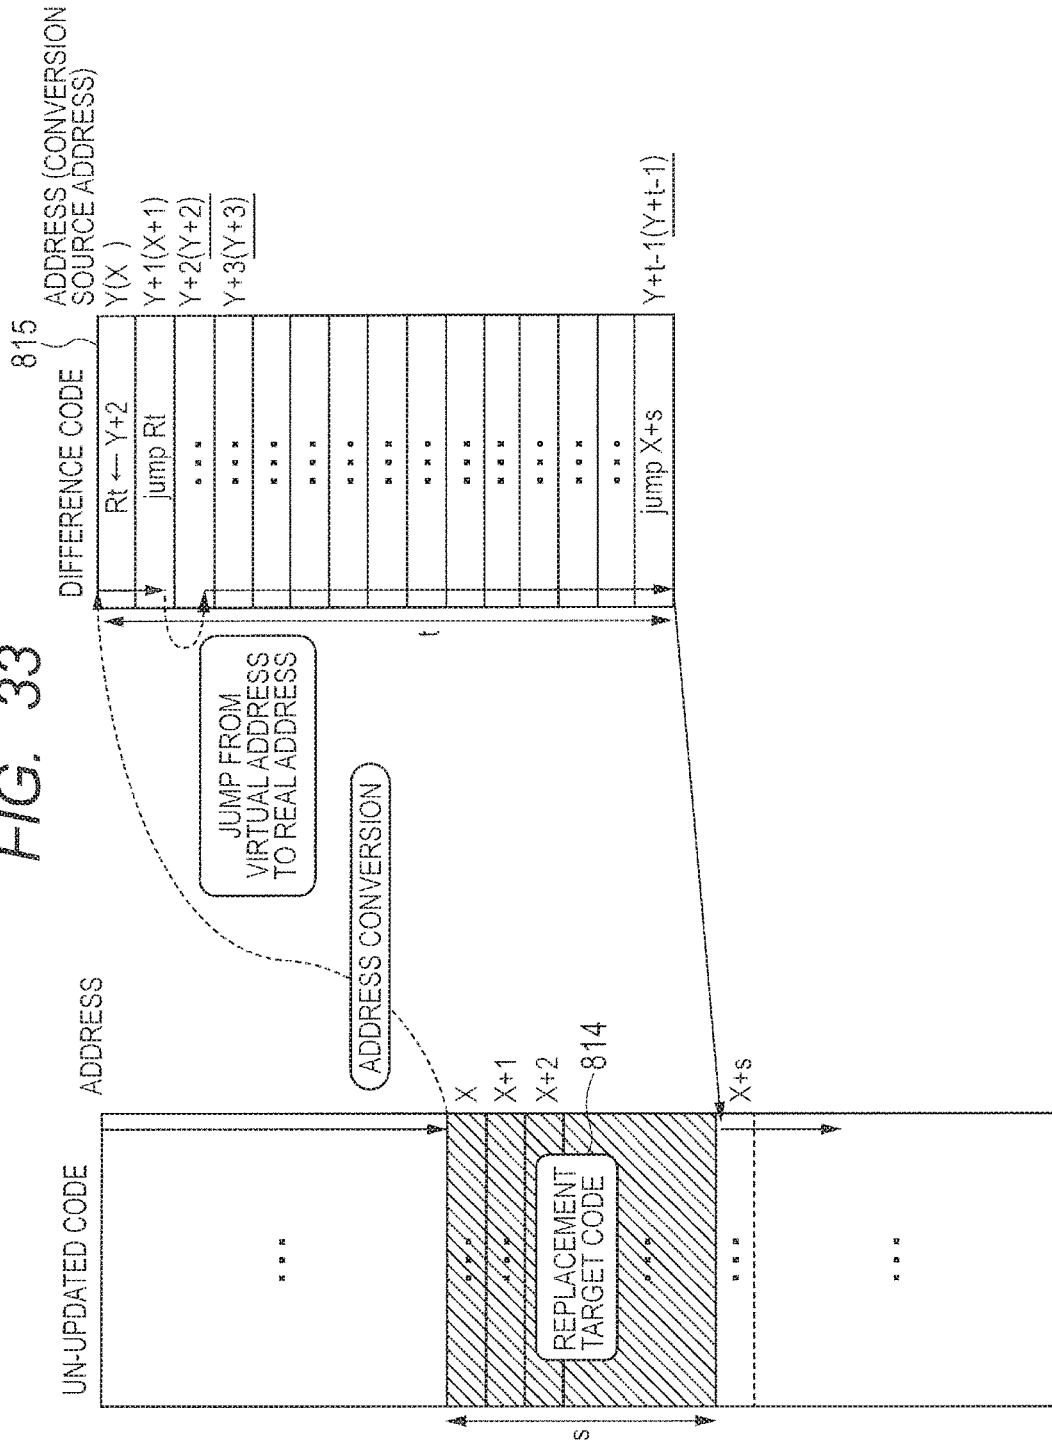 FIG. 33
UN-UPDATED CODE
ADDRESS
s
X
X+1
X+2
X+s
REPLACEMENT
TARGET CODE
814
ADDRESS CONVERSION
JUMP FROM
VIRTUAL ADDRESS
TO REAL ADDRESS
DIFFERENCE CODE
815
ADDRESS (CONVERSION
SOURCE ADDRESS)
t
Rt ← Y+2
Y(X )
jump Rt
Y+1(X+1)
Y+2(Y+2)
Y+3(Y+3)
jump X+s
Y+t-1(Y+t-1)